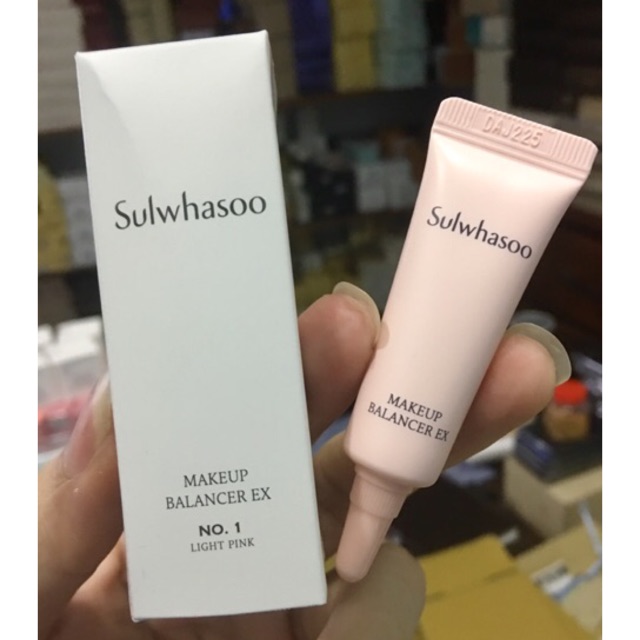 Sulwhasoo
MAKEUP
BALANCER EX
NO. 1
LIGHT PINK
DAJ225
Sulwhasoo
MAKEUP
BALANCER EX